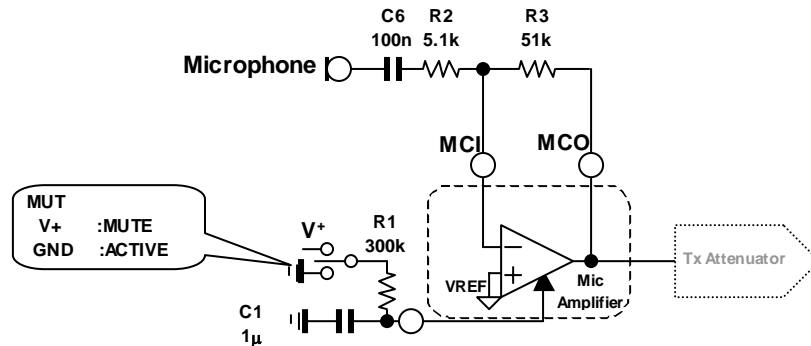 C6 R2 R3
100n 5.1k 51k
Microphone
MCI MCO
MUT
V+ :MUTE
GND :ACTIVE
V+
R1
300k
Tx Attenuator
VREF
Mic
Amplifier
C1
1μ